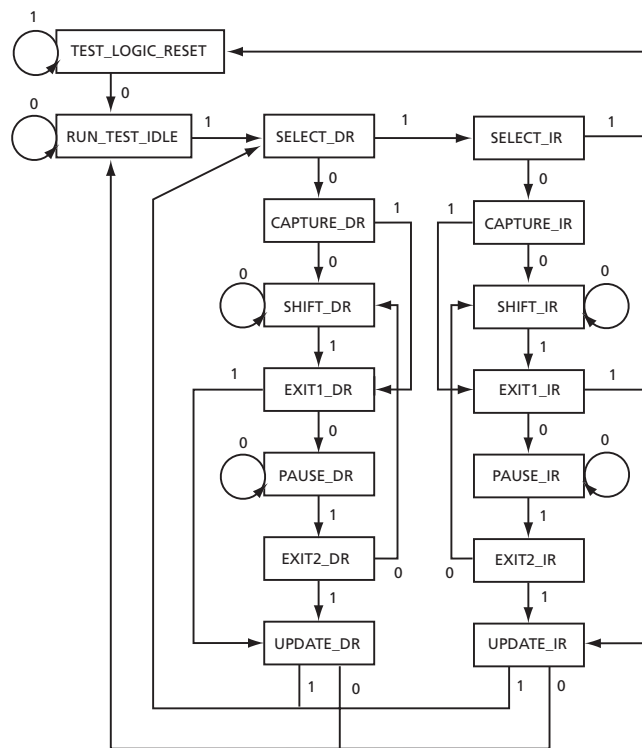 1
TEST_LOGIC_RESET
0
0
RUN_TEST_IDLE
1
SELECT_DR
1
SELECT_IR
1
0
0
CAPTURE_DR
1
1
CAPTURE_IR
0
0
0
SHIFT_DR
SHIFT_IR
0
1
1
1
EXIT1_DR
EXIT1_IR
1
0
0
0
PAUSE_DR
PAUSE_IR
0
1
1
EXIT2_DR
0
0
EXIT2_IR
1
1
UPDATE_DR
UPDATE_IR
1
0
1
0